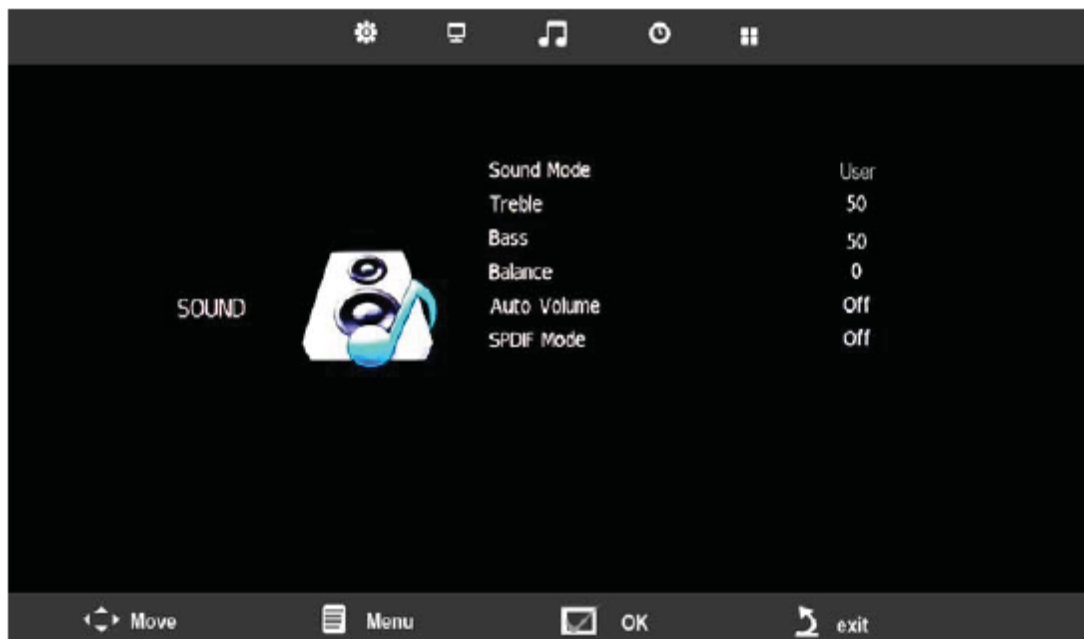 Sound Mode User
Treble 50
Bass 50
Balance 0
SOUND
Auto Volume Off
SPDIF Mode Off
Move Menu OK exit